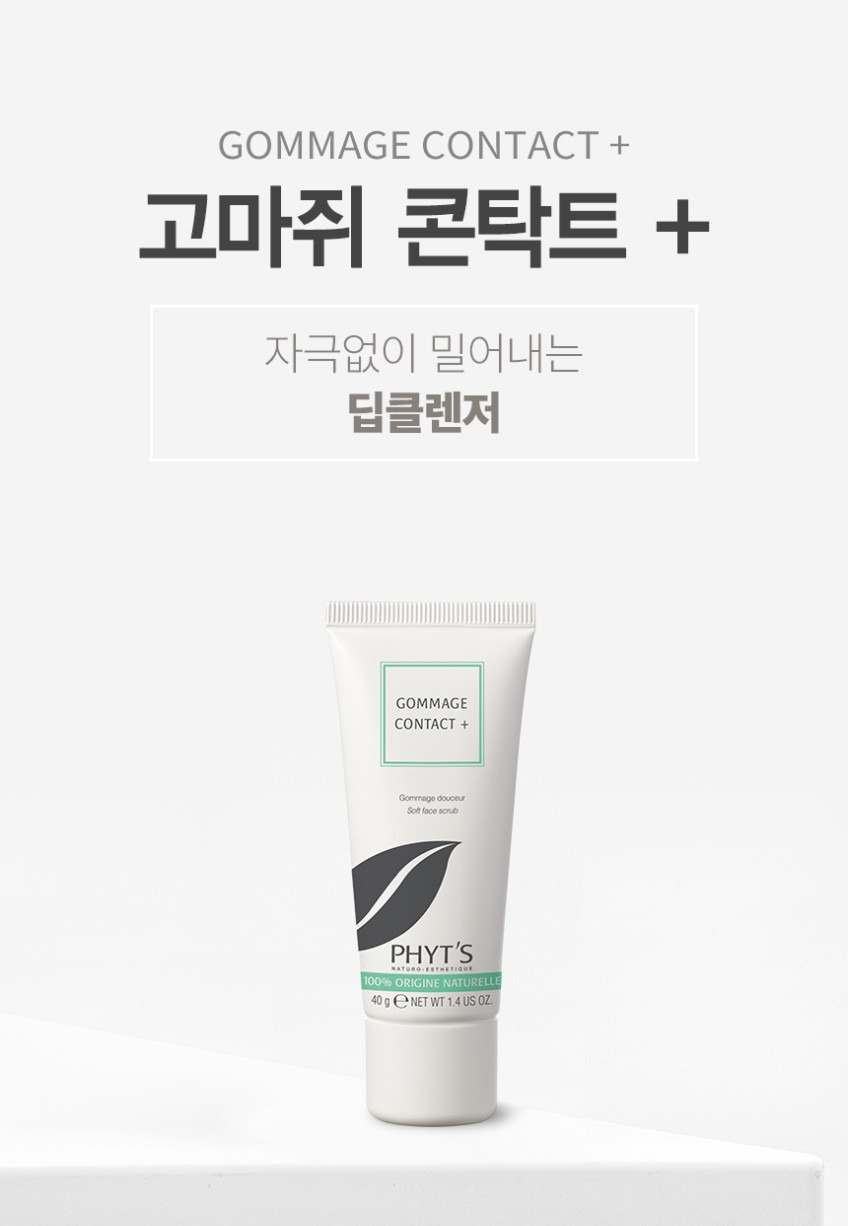 GOMMAGE CONTACT +
고마쥐 콘탁트 +
자극없이 밀어내는
딥클렌저
GOMMAGE
CONTACT +
Gommage douceur
Soft face scrub
PHYT'S
NATURO-ESTHETIQUE
100% ORIGINE NATURELLE
40 g ℮ NET WT 1.4 US OZ.